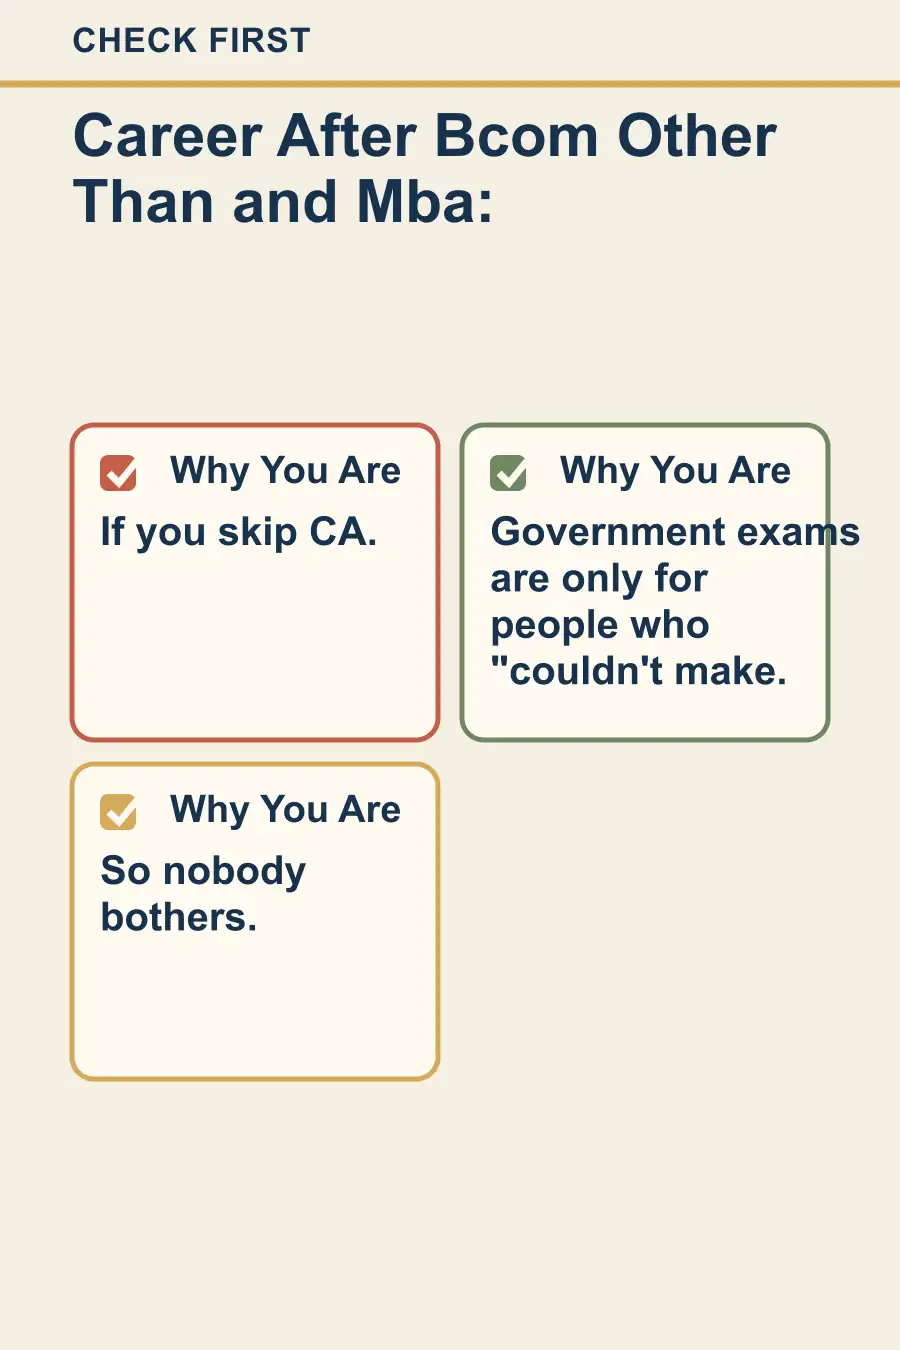 CHECK FIRST
Career After Bcom Other
Than and Mba:
Why You Are
If you skip CA.
Why You Are
Government exams
are only for
people who
"couldn't make.
Why You Are
So nobody
bothers.